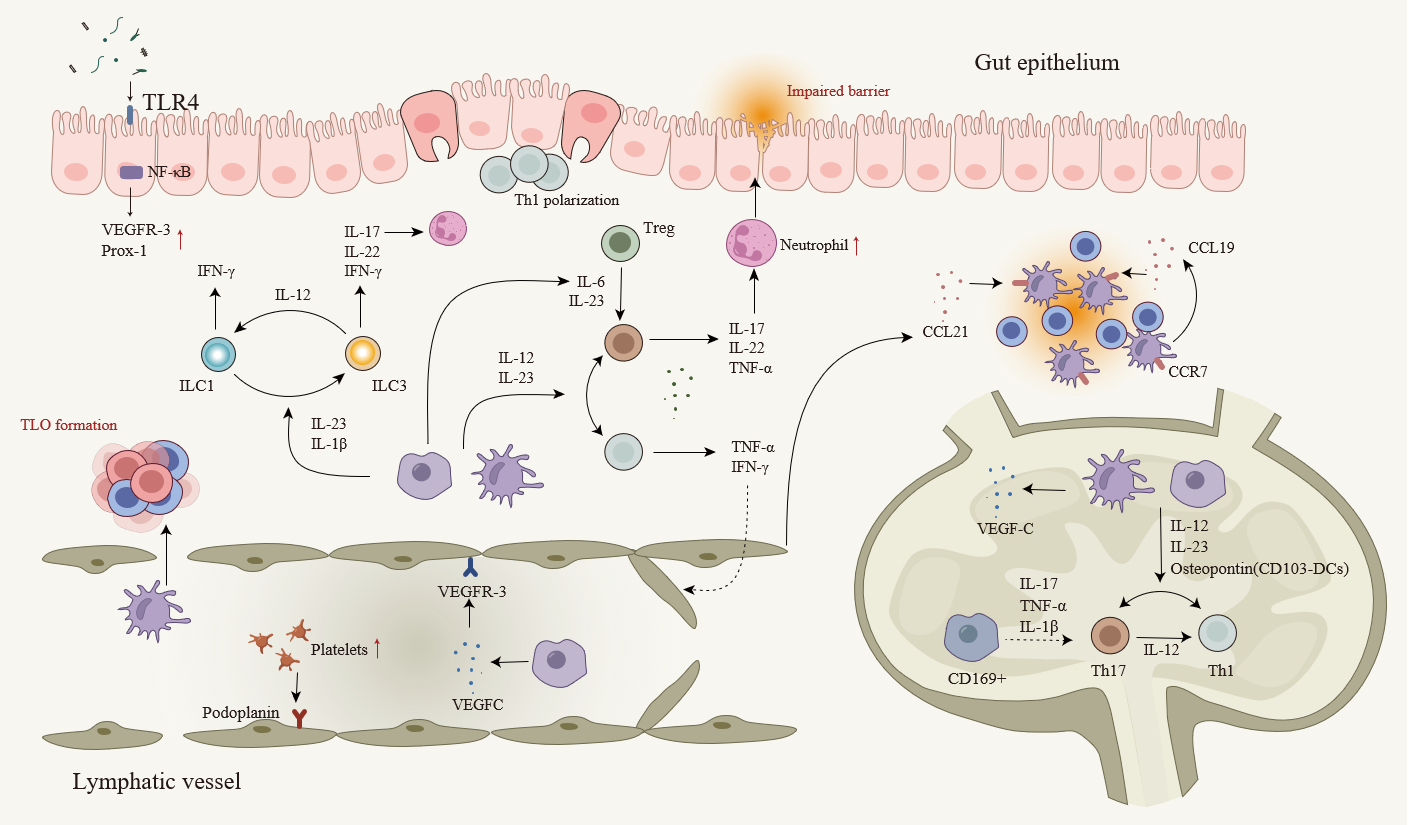 Gut epithelium
TLR4
Impaired barrier
NF-κB
Th1 polarization
VEGFR-3
Prox-1
IL-17
IL-22
IFN-γ
Treg
Neutrophil
CCL19
IFN-γ
IL-12
IL-6
IL-23
ILC1
ILC3
IL-17
IL-22
TNF-α
CCL21
CCR7
IL-12
IL-23
IL-23
IL-1β
TLO formation
TNF-α
IFN-γ
VEGFR-3
Platelets
VEGFC
Podoplanin
Lymphatic vessel
VEGF-C
IL-12
IL-23
Osteopontin(CD103-DCs)
IL-17
TNF-α
IL-1β
IL-12
CD169+
Th17
Th1